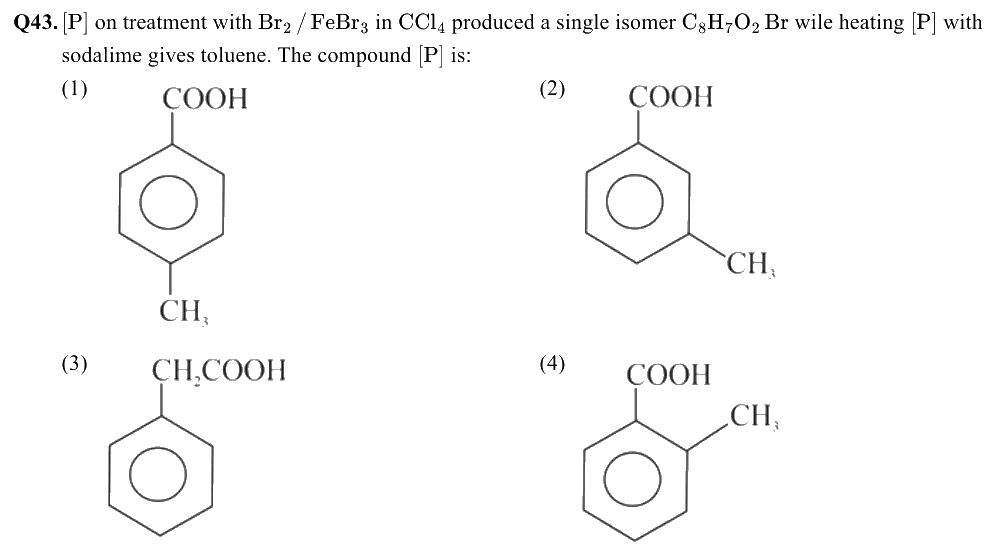 Q43. [P] on treatment with Br₂ / FeBr₃ in CCl₄ produced a single isomer C₈H₇O₂ Br wile heating [P] with
sodalime gives toluene. The compound [P] is:
(1) COOH
CH₃
(2) COOH
CH₃
(3) CH₂COOH
(4) COOH
CH₃